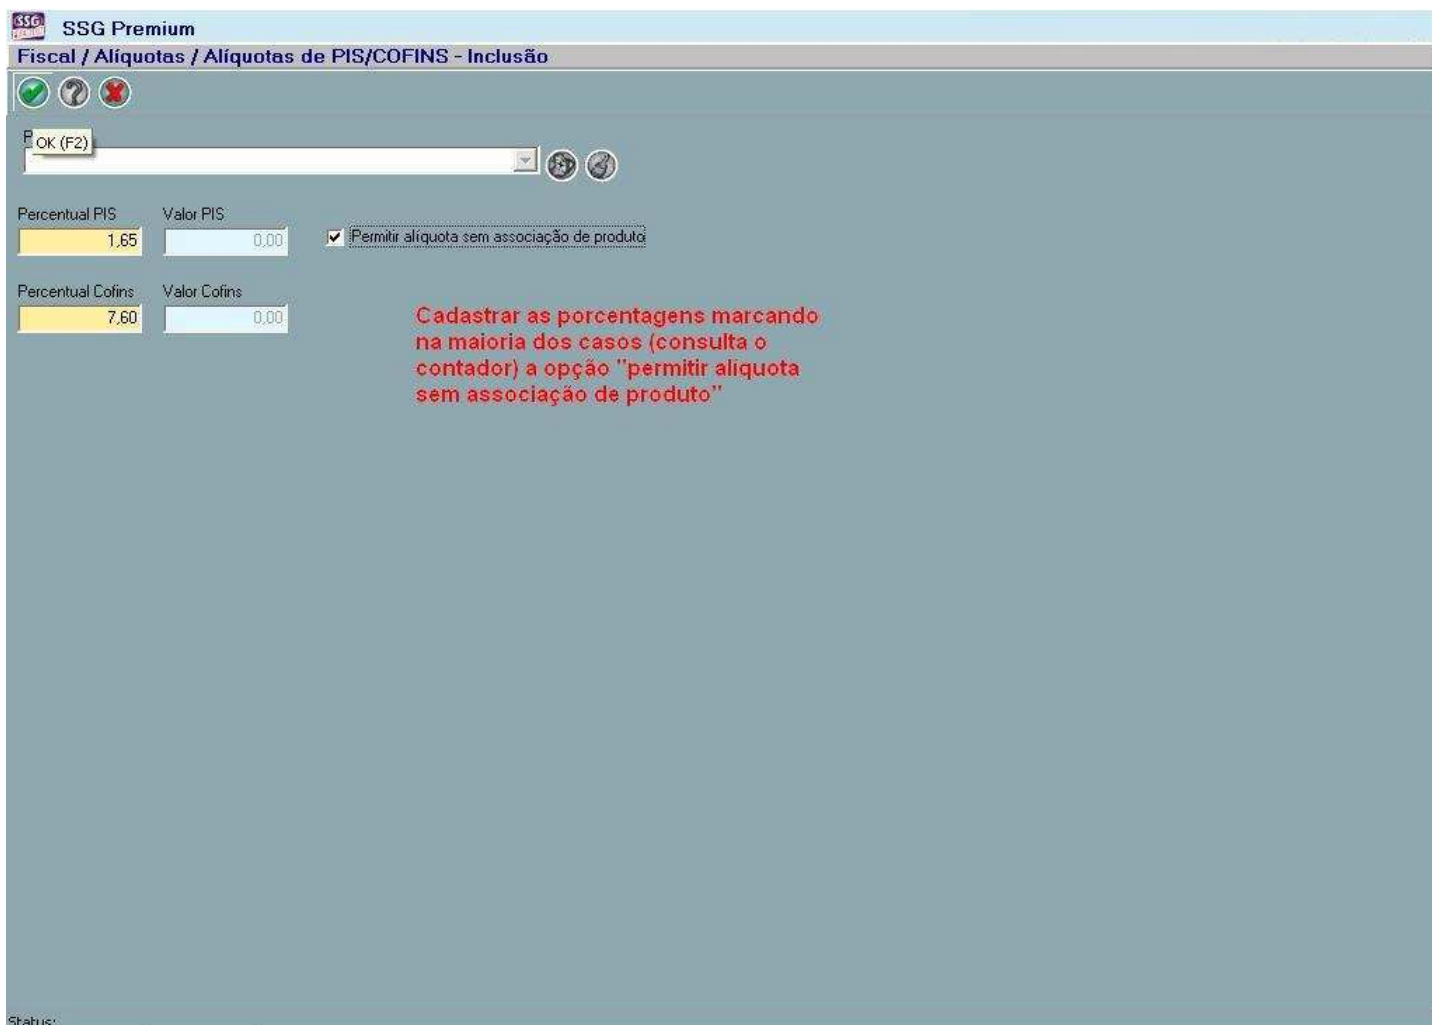 SSG
SSG Premium
Fiscal / Alíquotas / Alíquotas de PIS/COFINS - Inclusão
OK (F2)
Percentual PIS Valor PIS
1,65 0,00 Permitir alíquota sem associação de produto
Percentual Cofins Valor Cofins
7,60 0,00
Cadastrar as porcentagens marcando
na maioria dos casos (consulta o
contador) a opção "permitir alíquota
sem associação de produto"
Status: